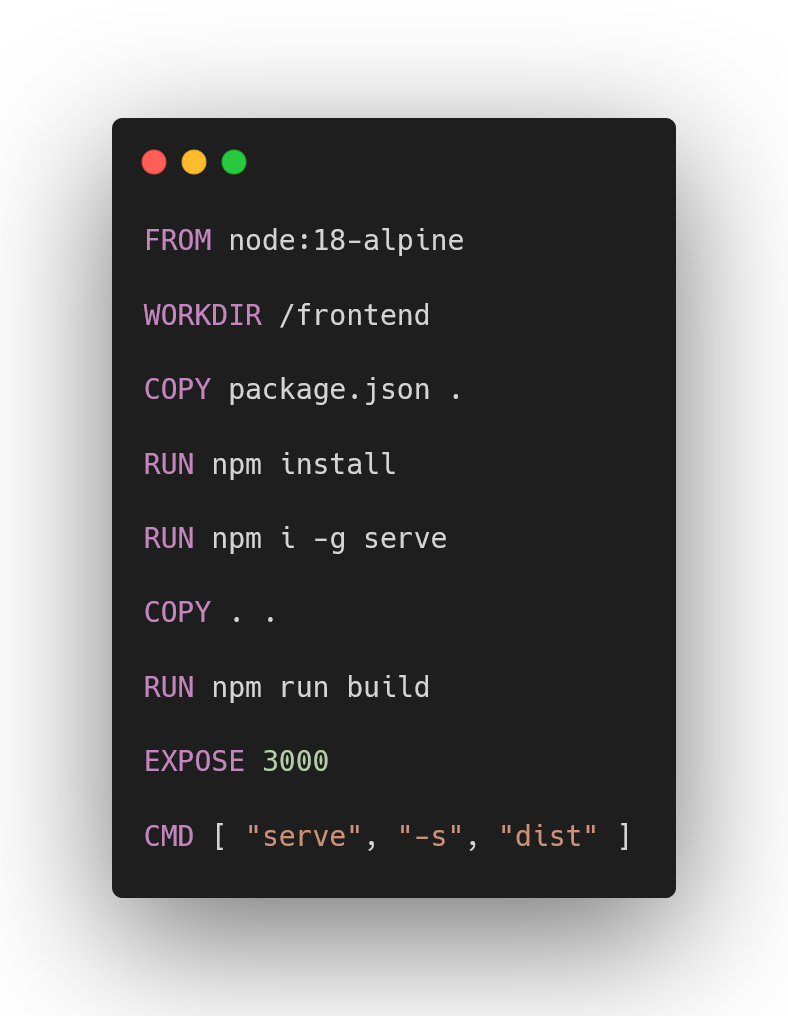 FROM node:18-alpine
WORKDIR /frontend
COPY package.json .
RUN npm install
RUN npm i -g serve
COPY . .
RUN npm run build
EXPOSE 3000
CMD [ "serve", "-s", "dist" ]